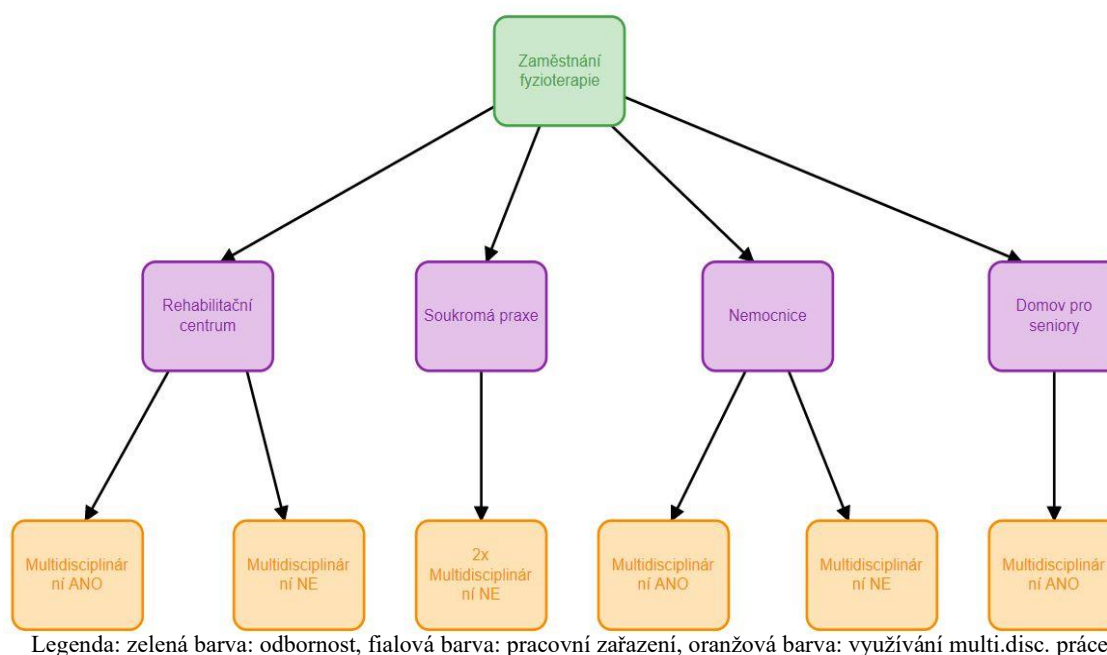 Zaměstnání
fyzioterapie
Rehabilitační
centrum
Soukromá praxe
Nemocnice
Domov pro
seniory
Multidisciplinár
ní ANO
Multidisciplinár
ní NE
2x
Multidisciplinár
ní NE
Multidisciplinár
ní ANO
Multidisciplinár
ní NE
Multidisciplinár
ní ANO
Legenda: zelená barva: odbornost, fialová barva: pracovní zařazení, oranžová barva: využívání multi.disc. práce